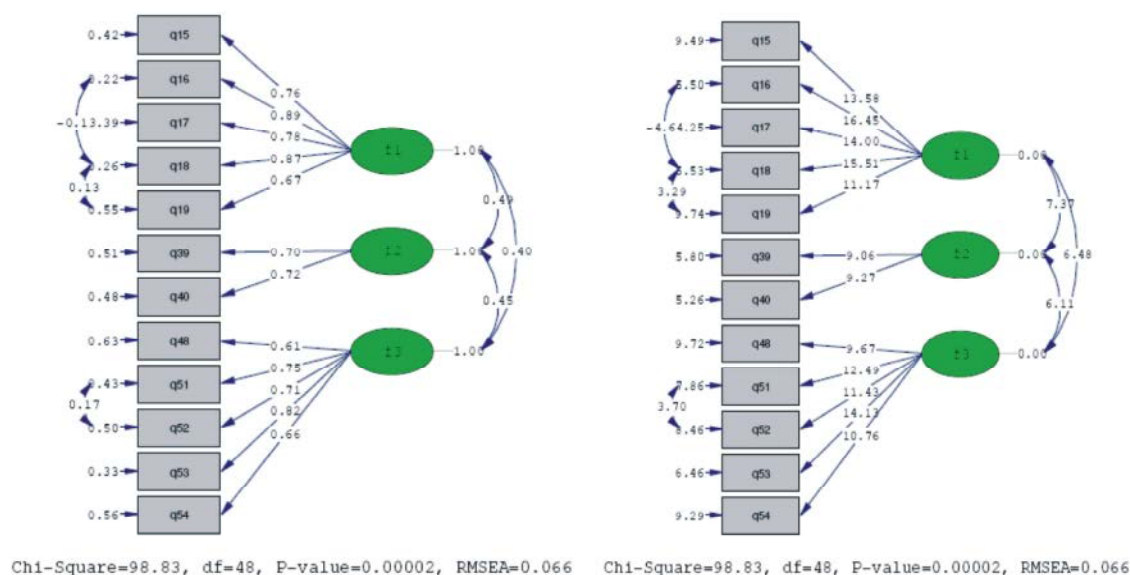 0.42 q15
0.22 q16
0.76
0.89
-0.13 0.39 q17
0.78
f1 1.00
0.26 q18
0.87
0.13
0.67
0.55 q19
0.49
0.51 q39
0.70
f2 1.00
0.40
0.72
0.48 q40
0.45
0.63 q48
0.61
f3 1.00
0.75
0.43 q51
0.71
0.17
0.82
0.50 q52
0.66
0.33 q53
0.56 q54
Chi-Square=98.83, df=48, P-value=0.00002, RMSEA=0.066
9.49 q15
5.50 q16
13.58
16.45
-4.64 q17
14.00
f1 0.00
q18
15.51
3.29
11.17
9.74 q19
7.37
5.80 q39
9.06
f2 0.00
6.48
9.27
5.26 q40
6.11
9.72 q48
9.67
f3 0.00
12.49
7.86 q51
11.43
3.70
14.13
8.46 q52
10.76
6.46 q53
9.29 q54
Chi-Square=98.83, df=48, P-value=0.00002, RMSEA=0.066